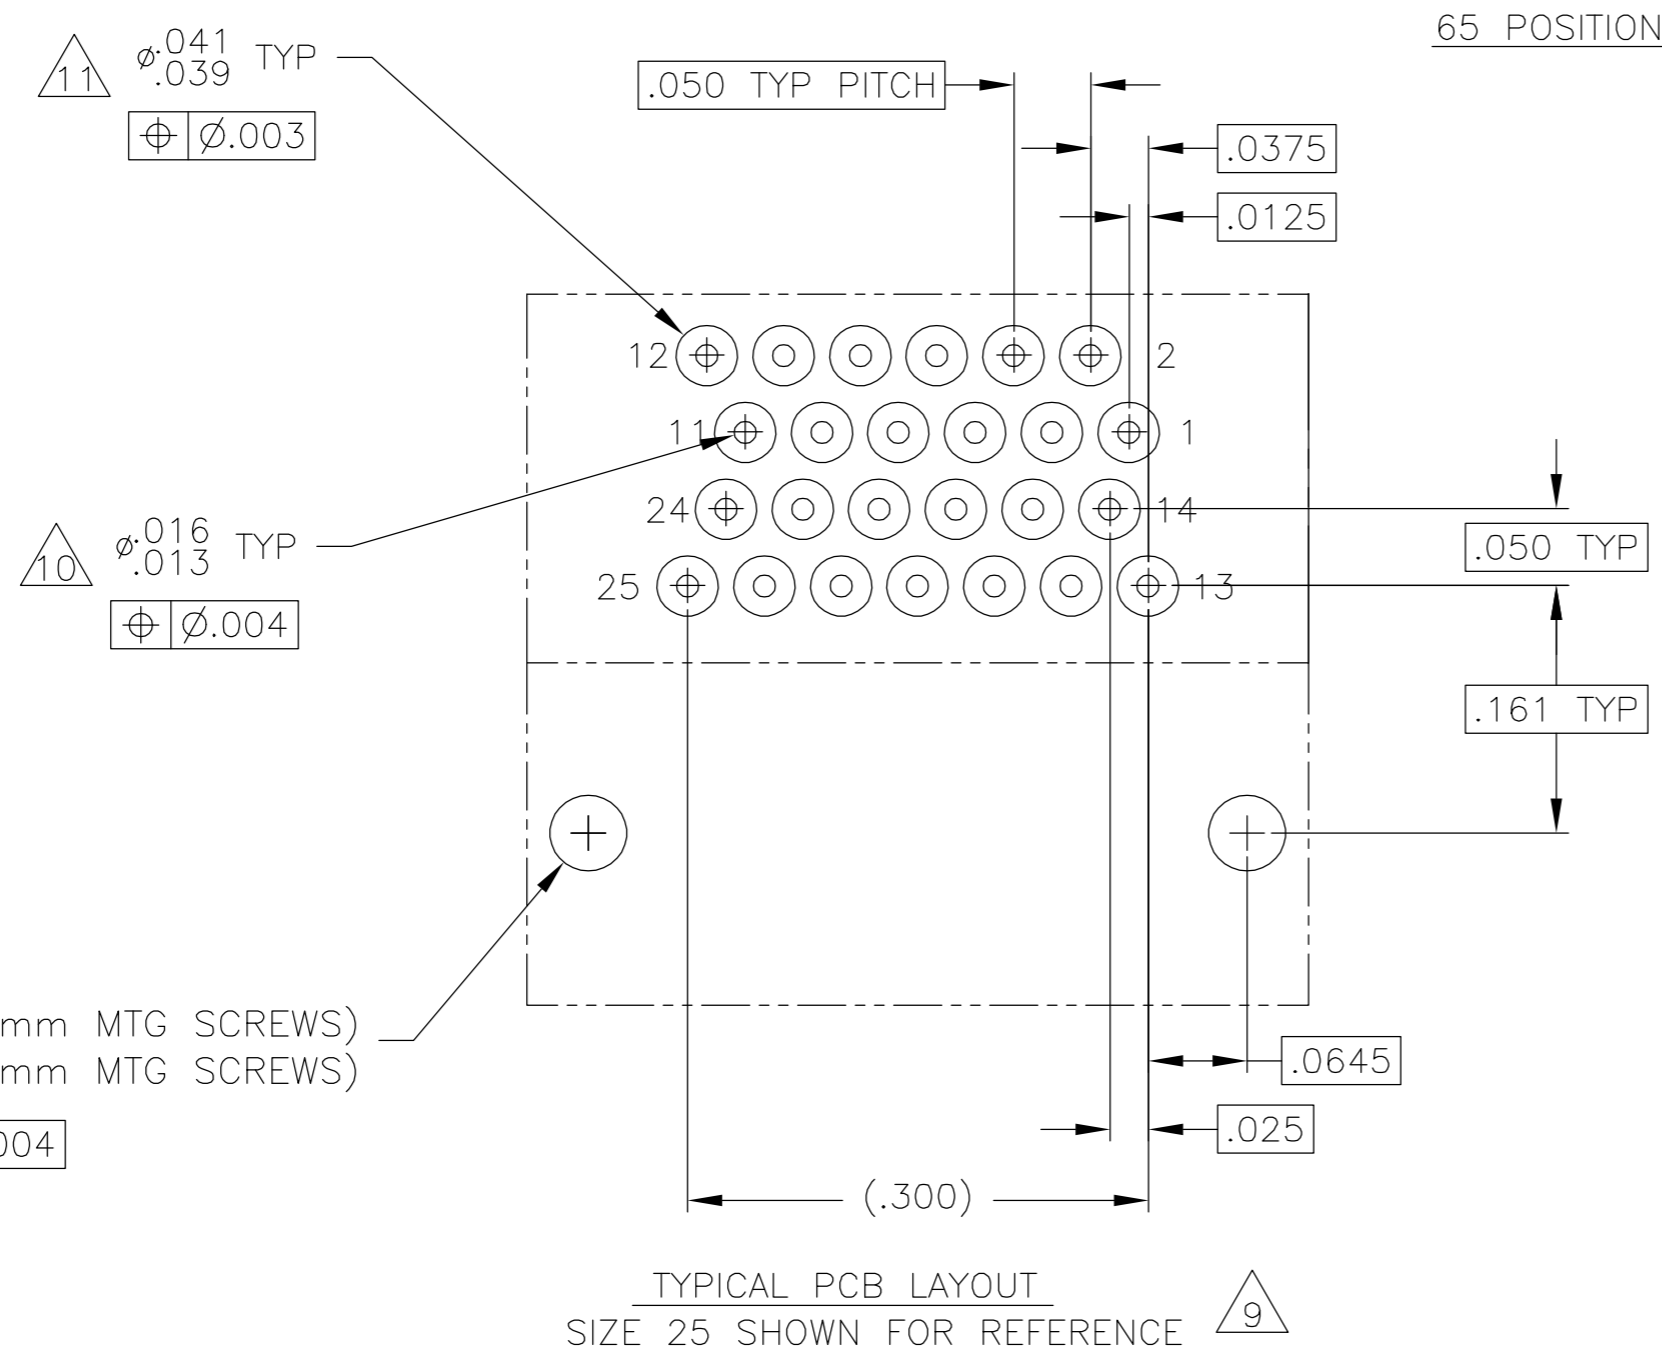 65 POSITION
11
ø.041 TYP
.039
⌖ Ø.003
.050 TYP PITCH
.0375
.0125
12 2
11 1
24 14
25 13
10
ø.016 TYP
.013
⌖ Ø.004
.050 TYP
.161 TYP
mm MTG SCREWS)
mm MTG SCREWS)
004
.0645
.025
(.300)
TYPICAL PCB LAYOUT
SIZE 25 SHOWN FOR REFERENCE
9